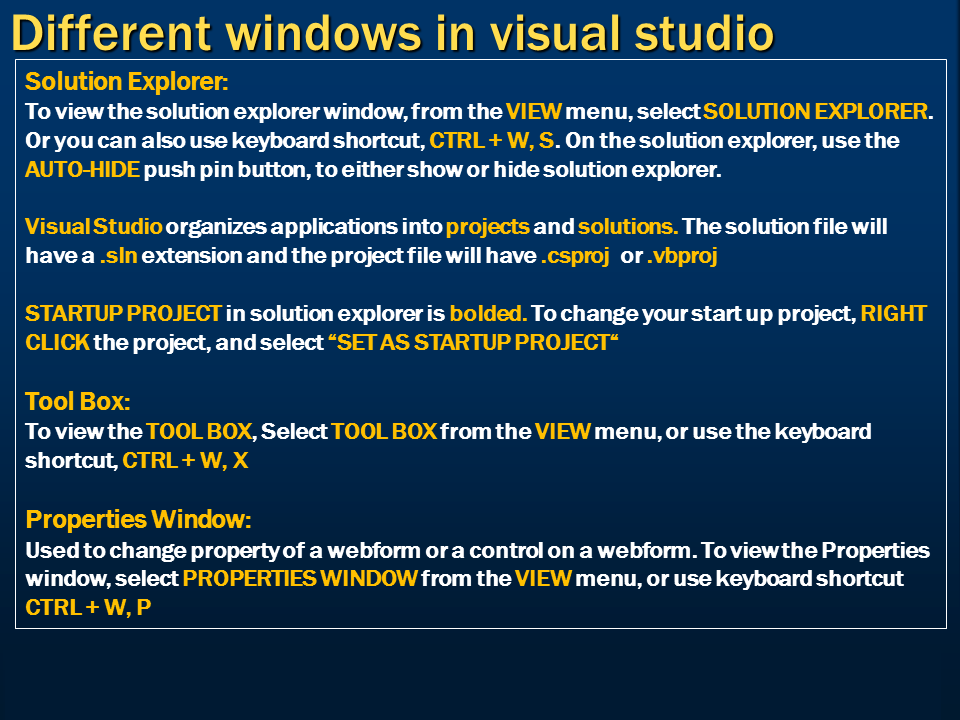 Different windows in visual studio
Solution Explorer:
To view the solution explorer window, from the VIEW menu, select SOLUTION EXPLORER.
Or you can also use keyboard shortcut, CTRL + W, S. On the solution explorer, use the
AUTO-HIDE push pin button, to either show or hide solution explorer.
Visual Studio organizes applications into projects and solutions. The solution file will
have a .sln extension and the project file will have .csproj or .vbproj
STARTUP PROJECT in solution explorer is bolded. To change your start up project, RIGHT
CLICK the project, and select “SET AS STARTUP PROJECT“
Tool Box:
To view the TOOL BOX, Select TOOL BOX from the VIEW menu, or use the keyboard
shortcut, CTRL + W, X
Properties Window:
Used to change property of a webform or a control on a webform. To view the Properties
window, select PROPERTIES WINDOW from the VIEW menu, or use keyboard shortcut
CTRL + W, P